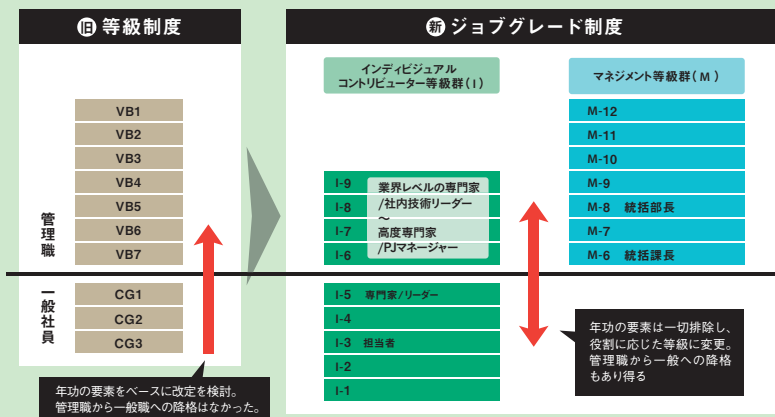 旧 等級制度
VB1
VB2
VB3
VB4
VB5
VB6
VB7
管理職
CG1
CG2
CG3
一般社員
年功の要素をベースに改定を検討。
管理職から一般職への降格はなかった。
新 ジョブグレード制度
インディビジュアル
コントリビューター等級群(I)
I-9
I-8
I-7
I-6
業界レベルの専門家
/社内技術リーダー
〜
高度専門家
/PJマネージャー
I-5 専門家/リーダー
I-4
I-3 担当者
I-2
I-1
マネジメント等級群(M)
M-12
M-11
M-10
M-9
M-8 統括部長
M-7
M-6 統括課長
年功の要素は一切排除し、
役割に応じた等級に変更。
管理職から一般への降格
もあり得る